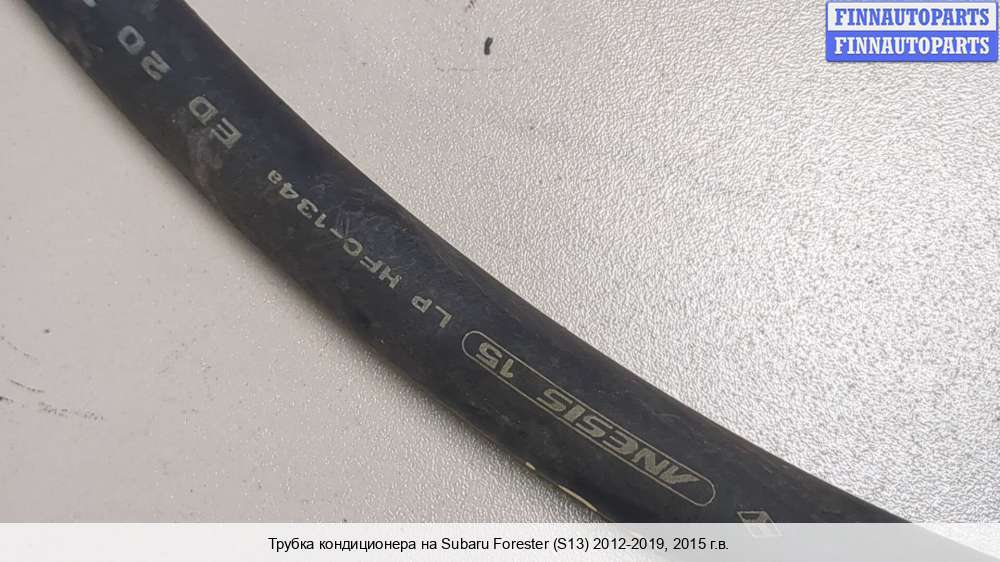 FINNAUTOPARTS
FINNAUTOPARTS
ANESIS 15 LP HFC-134a ED 20
Трубка кондиционера на Subaru Forester (S13) 2012-2019, 2015 г.в.